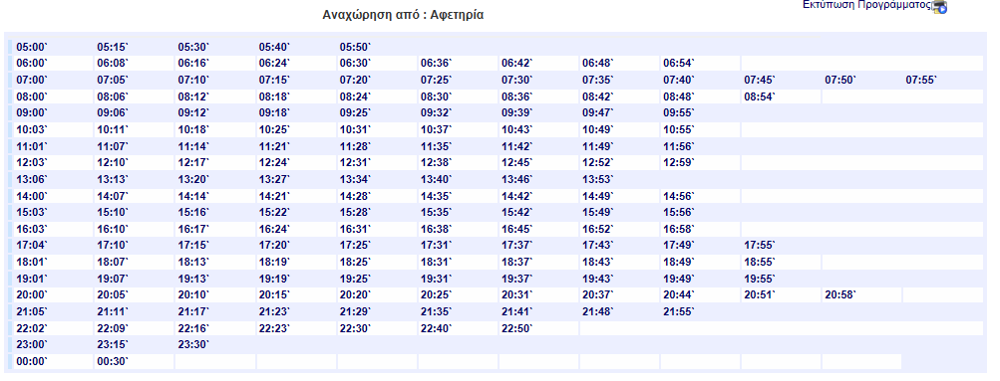 Εκτύπωση Προγράμματος
Αναχώρηση από : Αφετηρία
05:00` 05:15` 05:30` 05:40` 05:50`
06:00` 06:08` 06:16` 06:24` 06:30` 06:36` 06:42` 06:48` 06:54`
07:00` 07:05` 07:10` 07:15` 07:20` 07:25` 07:30` 07:35` 07:40` 07:45` 07:50` 07:55`
08:00` 08:06` 08:12` 08:18` 08:24` 08:30` 08:36` 08:42` 08:48` 08:54`
09:00` 09:06` 09:12` 09:18` 09:25` 09:32` 09:39` 09:47` 09:55`
10:03` 10:11` 10:18` 10:25` 10:31` 10:37` 10:43` 10:49` 10:55`
11:01` 11:07` 11:14` 11:21` 11:28` 11:35` 11:42` 11:49` 11:56`
12:03` 12:10` 12:17` 12:24` 12:31` 12:38` 12:45` 12:52` 12:59`
13:06` 13:13` 13:20` 13:27` 13:34` 13:40` 13:46` 13:53`
14:00` 14:07` 14:14` 14:21` 14:28` 14:35` 14:42` 14:49` 14:56`
15:03` 15:10` 15:16` 15:22` 15:28` 15:35` 15:42` 15:49` 15:56`
16:03` 16:10` 16:17` 16:24` 16:31` 16:38` 16:45` 16:52` 16:58`
17:04` 17:10` 17:15` 17:20` 17:25` 17:31` 17:37` 17:43` 17:49` 17:55`
18:01` 18:07` 18:13` 18:19` 18:25` 18:31` 18:37` 18:43` 18:49` 18:55`
19:01` 19:07` 19:13` 19:19` 19:25` 19:31` 19:37` 19:43` 19:49` 19:55`
20:00` 20:05` 20:10` 20:15` 20:20` 20:25` 20:31` 20:37` 20:44` 20:51` 20:58`
21:05` 21:11` 21:17` 21:23` 21:29` 21:35` 21:41` 21:48` 21:55`
22:02` 22:09` 22:16` 22:23` 22:30` 22:40` 22:50`
23:00` 23:15` 23:30`
00:00` 00:30`